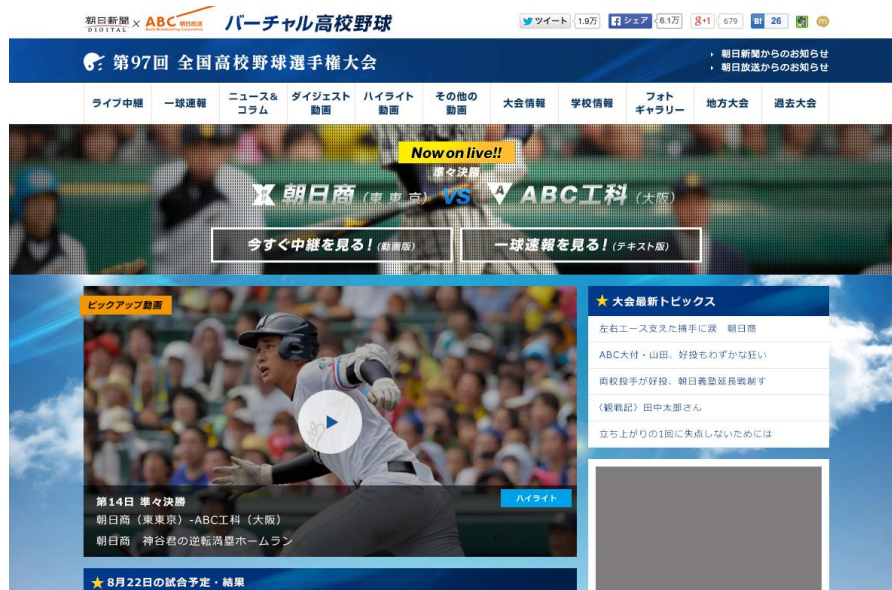 朝日新聞 × ABC 朝日放送
DIGITAL
バーチャル高校野球
ツイート 1.9万
シェア 6.1万
g+1 679
B! 26
第97回 全国高校野球選手権大会
朝日新聞からのお知らせ
朝日放送からのお知らせ
ライブ中継
一球速報
ニュース&
コラム
ダイジェスト
動画
ハイライト
動画
その他の
動画
大会情報
学校情報
フォト
ギャラリー
地方大会
過去大会
Now on live!!
準々決勝
朝日商(東東京) VS A ABC工科(大阪)
今すぐ中継を見る!(動画版)
一球速報を見る!(テキスト版)
ピックアップ動画
第14日 準々決勝
ハイライト
朝日商(東東京)-ABC工科(大阪)
朝日商 神谷君の逆転満塁ホームラン
★ 8月22日の試合予定・結果
★ 大会最新トピックス
左右エース支えた捕手に涙 朝日商
ABC大付・山田、好投もわずかな狂い
両校投手が好投、朝日義塾延長戦制す
〈観戦記〉田中太郎さん
立ち上がりの1回に失点しないためには